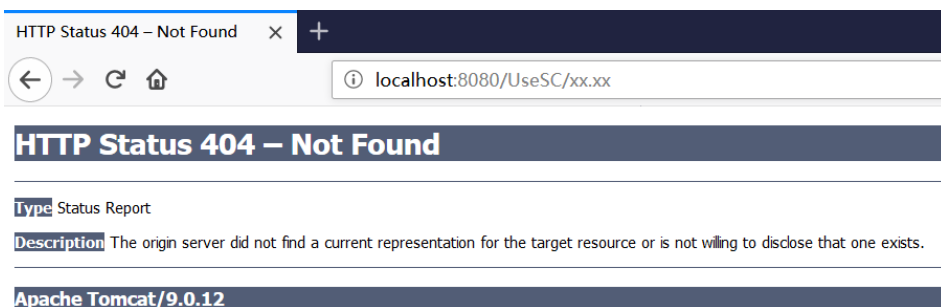 HTTP Status 404 – Not Found
localhost:8080/UseSC/xx.xx
HTTP Status 404 – Not Found
Type Status Report
Description The origin server did not find a current representation for the target resource or is not willing to disclose that one exists.
Apache Tomcat/9.0.12